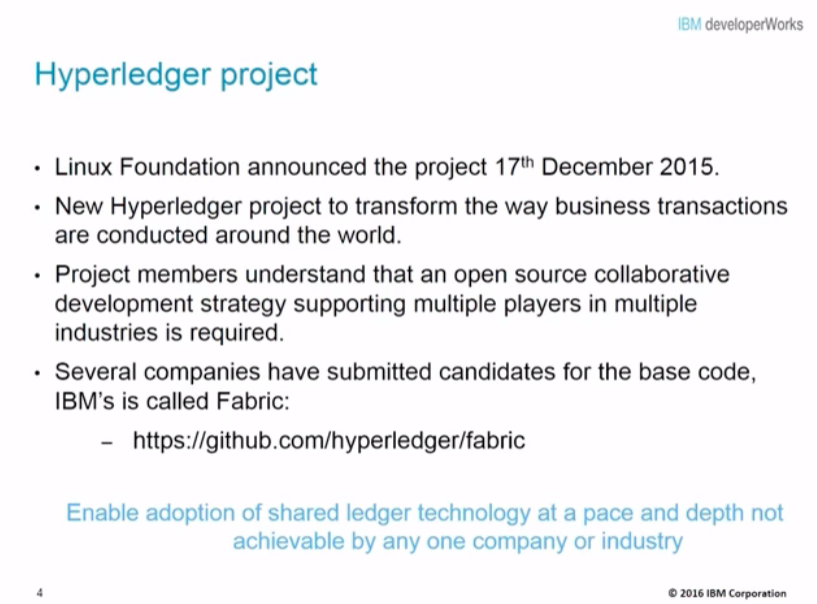 IBM developerWorks
Hyperledger project
• Linux Foundation announced the project 17th December 2015.
• New Hyperledger project to transform the way business transactions
are conducted around the world.
• Project members understand that an open source collaborative
development strategy supporting multiple players in multiple
industries is required.
• Several companies have submitted candidates for the base code,
IBM's is called Fabric:
– https://github.com/hyperledger/fabric
Enable adoption of shared ledger technology at a pace and depth not
achievable by any one company or industry
4
© 2016 IBM Corporation